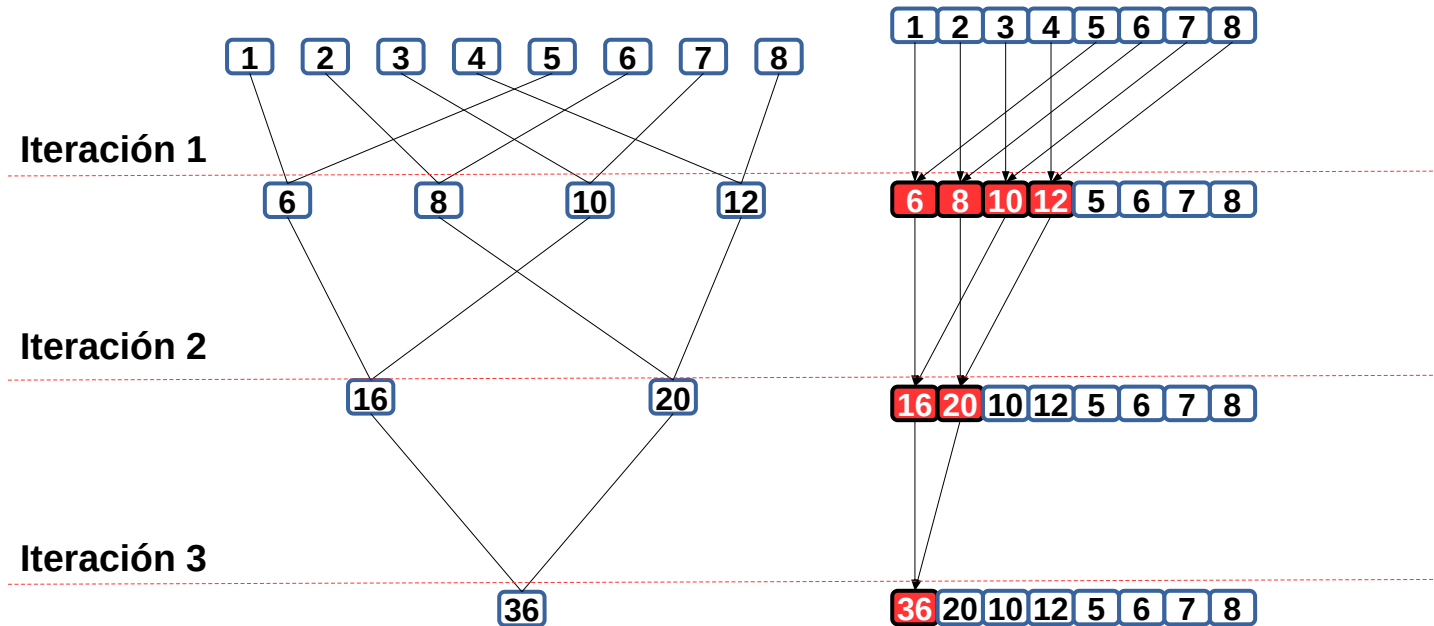 1 2 3 4 5 6 7 8
1 2 3 4 5 6 7 8
Iteración 1
6 8 10 12
6 8 10 12 5 6 7 8
Iteración 2
16 20
16 20 10 12 5 6 7 8
Iteración 3
36
36 20 10 12 5 6 7 8